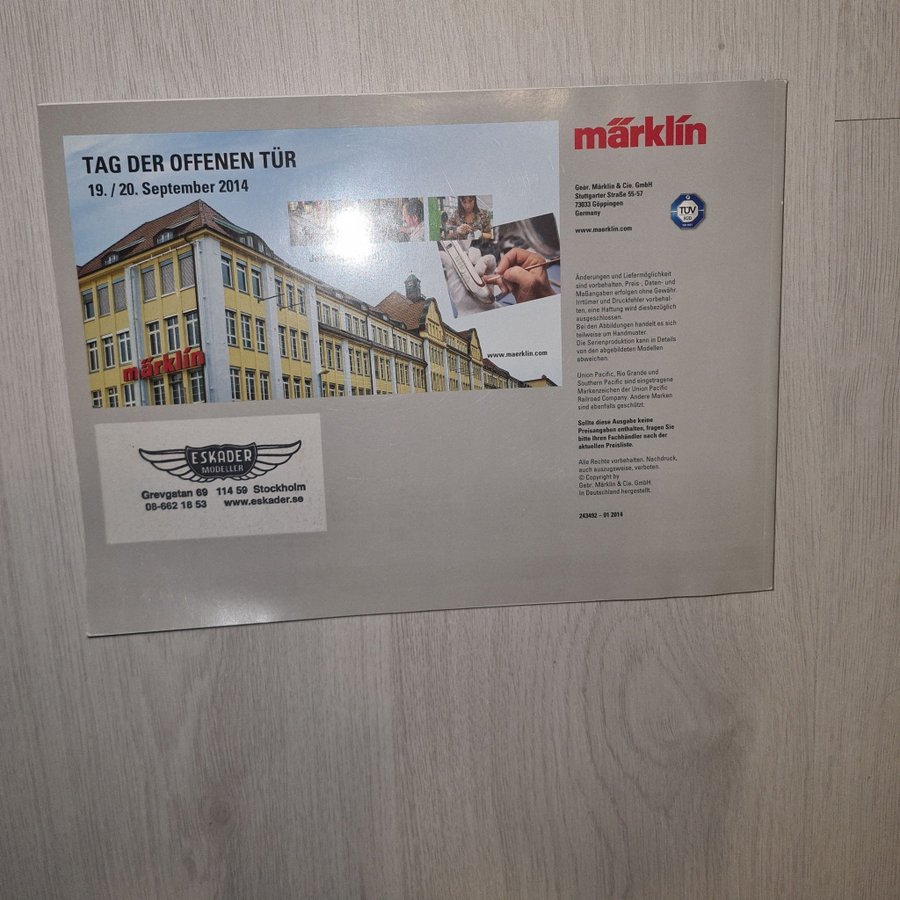 TAG DER OFFENEN TÜR
19. / 20. September 2014
märklin
www.maerklin.com
ESKADER
MODELLER
Grevgatan 69 114 59 Stockholm
08-662 18 53 www.eskader.se
märklin
Gebr. Märklin & Cie. GmbH
Stuttgarter Straße 55-57
73033 Göppingen
Germany
www.maerklin.com
TÜV
SÜD
Änderungen und Liefermöglichkeit
sind vorbehalten. Preis-, Daten- und
Maßangaben erfolgen ohne Gewähr.
Irrtümer und Druckfehler vorbehal-
ten, eine Haftung wird diesbezüglich
ausgeschlossen.
Bei den Abbildungen handelt es sich
teilweise um Handmuster.
Die Serienproduktion kann in Details
von den abgebildeten Modellen
abweichen.
Union Pacific, Rio Grande und
Southern Pacific sind eingetragene
Markenzeichen der Union Pacific
Railroad Company. Andere Marken
sind ebenfalls geschützt.
Sollte diese Ausgabe keine
Preisangaben enthalten, fragen Sie
bitte Ihren Fachhändler nach der
aktuellen Preisliste.
Alle Rechte vorbehalten. Nachdruck,
auch auszugsweise, verboten.
© Copyright by
Gebr. Märklin & Cie. GmbH.
In Deutschland hergestellt.
243492 – 01 2014